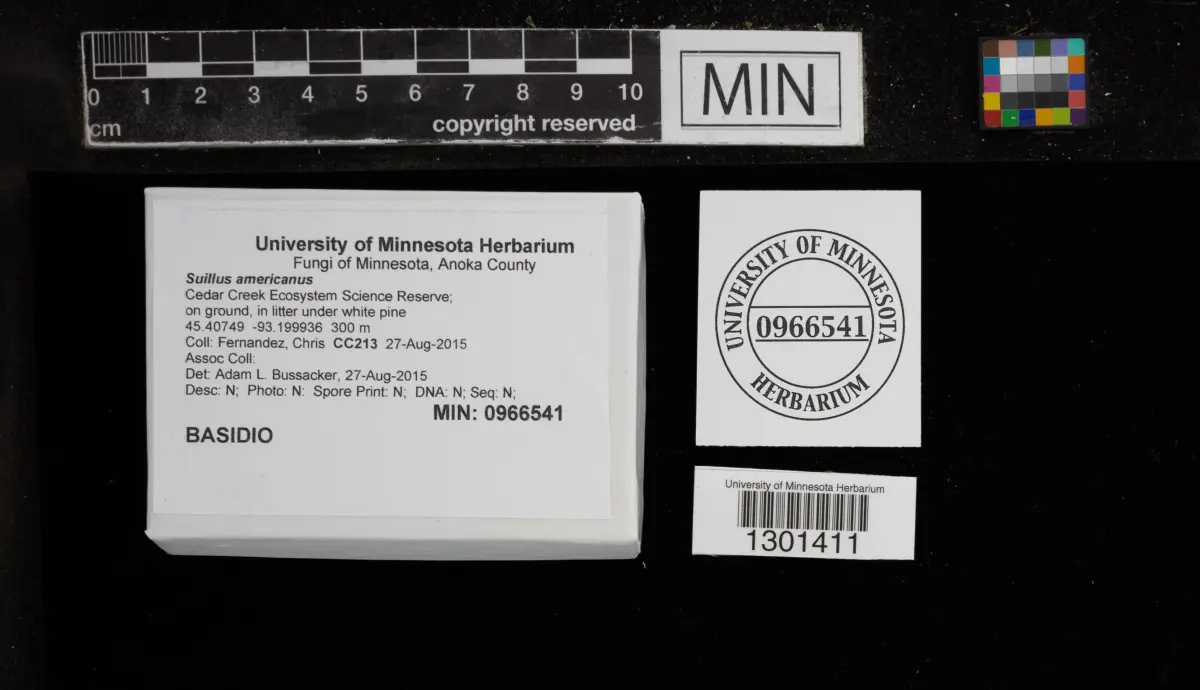 0 1 2 3 4 5 6 7 8 9 10
cm
copyright reserved
MIN
University of Minnesota Herbarium
Fungi of Minnesota, Anoka County
Suillus americanus
Cedar Creek Ecosystem Science Reserve;
on ground, in litter under white pine
45.40749 -93.199936 300 m
Coll: Fernandez, Chris CC213 27-Aug-2015
Assoc Coll:
Det: Adam L. Bussacker, 27-Aug-2015
Desc: N; Photo: N: Spore Print: N; DNA: N; Seq: N;
MIN: 0966541
BASIDIO
UNIVERSITY OF MINNESOTA
0966541
HERBARIUM
University of Minnesota Herbarium
1301411